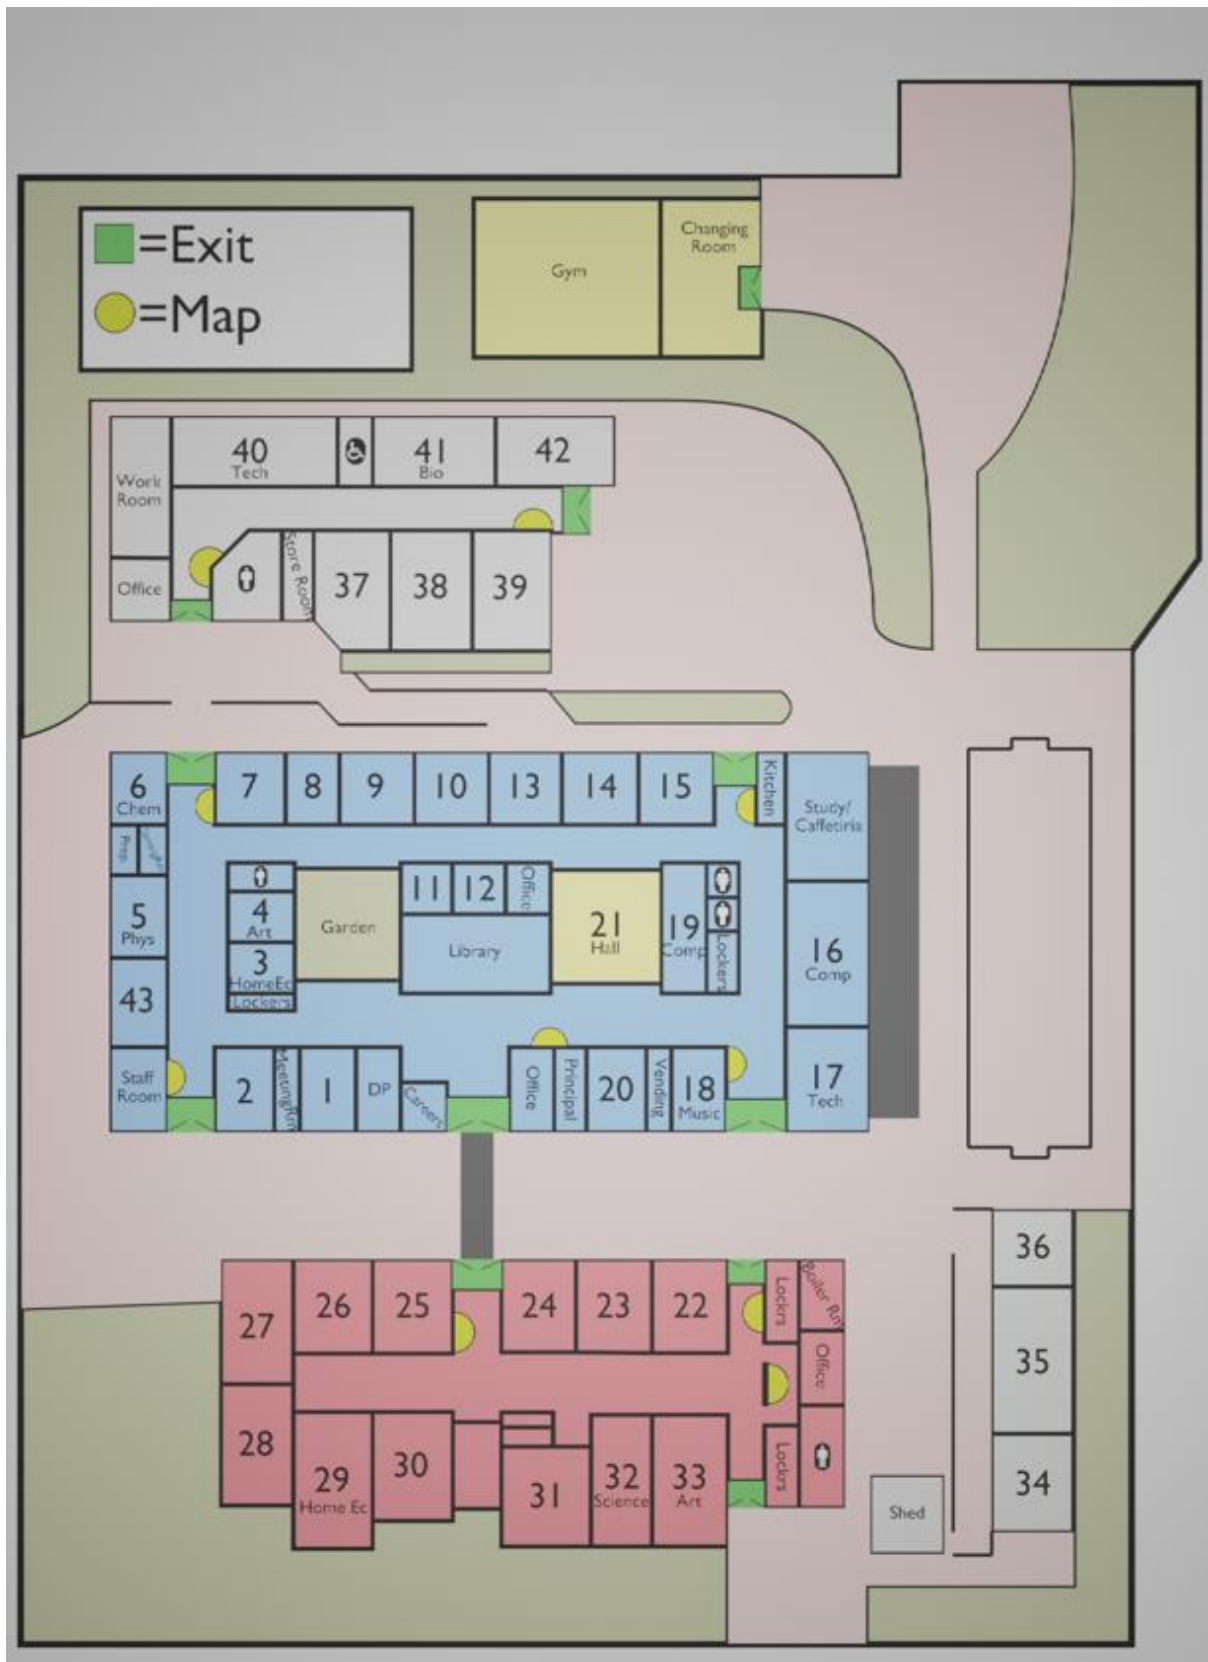 =Exit
=Map
Gym
Changing
Room
Work
Room
40
Tech
41
Bio
42
Office
0
Store Room
37
38
39
6
Chem
7
8
9
10
13
14
15
Kitchen
Study/
Caffetiria
Prep
5
Phys
43
Staff
Room
4
Art
3
HomeEc
Lockers
Garden
11
12
Office
Library
21
Hall
19
Comp
Lockers
16
Comp
17
Tech
2
MeetingRm
1
DP
Careers
Office
Principal
20
Vending
18
Music
27
26
25
24
23
22
Lockrs
Boiler Rm
Office
28
29
Home Ec
30
31
32
Science
33
Art
Lockrs
36
35
34
Shed